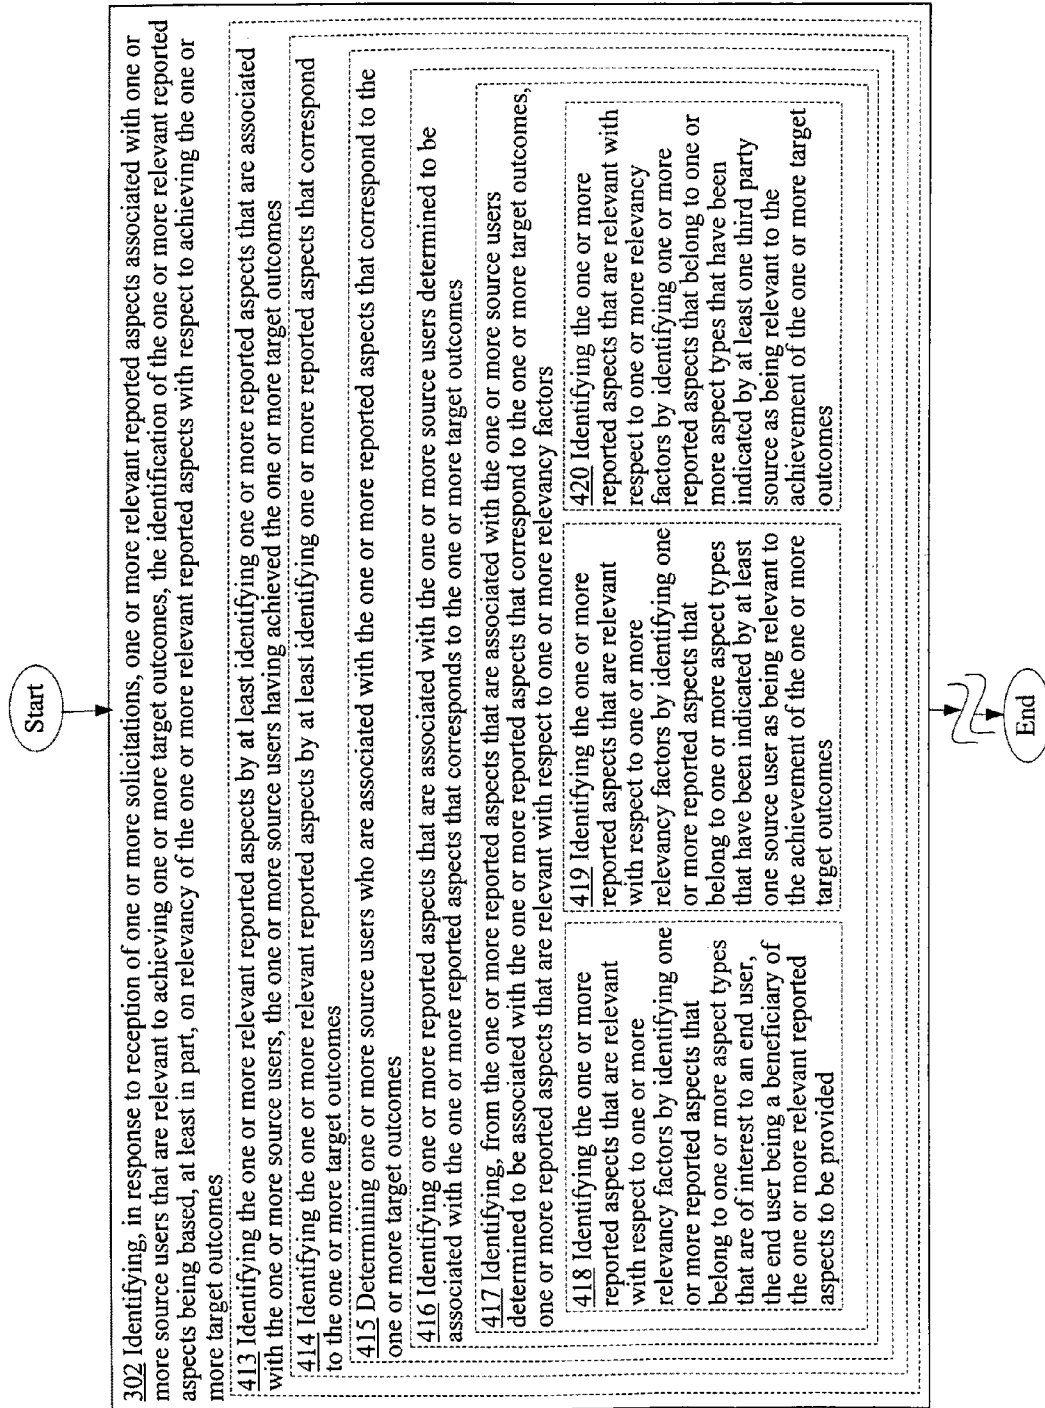 Start
302 Identifying, in response to reception of one or more solicitations, one or more relevant reported aspects associated with one or
more source users that are relevant to achieving one or more target outcomes, the identification of the one or more relevant reported
aspects being based, at least in part, on relevancy of the one or more relevant reported aspects with respect to achieving the one or
more target outcomes
413 Identifying the one or more relevant reported aspects by at least identifying one or more reported aspects that are associated
with the one or more source users, the one or more source users having achieved the one or more target outcomes
414 Identifying the one or more relevant reported aspects by at least identifying one or more reported aspects that correspond
to the one or more target outcomes
415 Determining one or more source users who are associated with the one or more reported aspects that correspond to the
one or more target outcomes
416 Identifying one or more reported aspects that are associated with the one or more source users determined to be
associated with the one or more reported aspects that corresponds to the one or more target outcomes
417 Identifying, from the one or more reported aspects that are associated with the one or more source users
determined to be associated with the one or more reported aspects that correspond to the one or more target outcomes,
one or more reported aspects that are relevant with respect to one or more relevancy factors
418 Identifying the one or more
reported aspects that are relevant
with respect to one or more
relevancy factors by identifying one
or more reported aspects that
belong to one or more aspect types
that are of interest to an end user,
the end user being a beneficiary of
the one or more relevant reported
aspects to be provided
419 Identifying the one or more
reported aspects that are relevant
with respect to one or more
relevancy factors by identifying one
or more reported aspects that
belong to one or more aspect types
that have been indicated by at least
one source user as being relevant to
the achievement of the one or more
target outcomes
420 Identifying the one or more
reported aspects that are relevant with
respect to one or more relevancy
factors by identifying one or more
reported aspects that belong to one or
more aspect types that have been
indicated by at least one third party
source as being relevant to the
achievement of the one or more target
outcomes
End